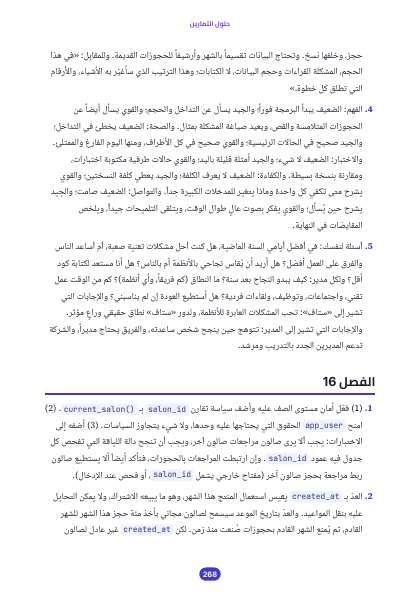 حلول التمارين
حجز، وخلفها نسخ. وتحتاج البيانات تقسيماً بالشهر وأرشيفاً للحجوزات القديمة. وللمقابل: «في هذا
الحجم، المشكلة القراءات وحجم البيانات، لا الكتابات؛ وهذا الترتيب الذي سأغيّر به الأشياء، والأرقام
التي تطلق كل خطوة.»
4. الفهم: الضعيف يبدأ البرمجة فوراً؛ والجيد يسأل عن التداخل والحجم؛ والقوي يسأل أيضاً عن
الحجوزات المتلامسة والقص، ويعيد صياغة المشكلة بمثال. والصحة: الضعيف يخطئ في التداخل؛
والجيد صحيح في الحالات الرئيسية؛ والقوي صحيح في كل الأطراف، ومنها اليوم الفارغ والممتلئ.
والاختبار: الضعيف لا شيء؛ والجيد أمثلة قليلة باليد؛ والقوي حالات طرفية مكتوبة اختبارات،
ومقارنة بنسخة بسيطة. والكفاءة: الضعيف لا يعرف الكلفة؛ والجيد يعطي كلفة النسختين؛ والقوي
يشرح متى تكفي كل واحدة وماذا يتغير للمدخلات الكبيرة جداً. والتواصل: الضعيف صامت؛ والجيد
يشرح حين يُسأل؛ والقوي يفكر بصوت عالٍ طوال الوقت، ويتلقى التلميحات جيداً، ويلخص
المقايضات في النهاية.
5. أسئلة لنفسك: في أفضل أيامي السنة الماضية، هل كنت أحل مشكلات تقنية صعبة، أم أساعد الناس
والفرق على العمل أفضل؟ هل أريد أن يُقاس نجاحي بالأنظمة أم بالناس؟ هل أنا مستعد لكتابة كود
أقل؟ ولكل مدير: كيف يبدو النجاح بعد سنة؟ ما النطاق (كم فريقاً، وأي أنظمة)؟ كم من الوقت عمل
تقني، واجتماعات، وتوظيف، ولقاءات فردية؟ هل أستطيع العودة إن لم يناسبني؟ والإجابات التي
تشير إلى «ستاف»: تحب المشكلات العابرة للأنظمة، ولدور «ستاف» نطاق حقيقي وراعٍ مؤثر.
والإجابات التي تشير إلى المدير: تتوهج حين ينجح شخص ساعدته، والفريق يحتاج مديراً، والشركة
تدعم المديرين الجدد بالتدريب ومرشد.
الفصل 16
1. (1) فعّل أمان مستوى الصف عليه وأضف سياسة تقارن salon_id بـ current_salon(). (2)
امنح app_user الحقوق التي يحتاجها عليه وحدها، ولا شيء يتجاوز السياسات. (3) أضفه إلى
الاختبارات: يجب ألا يرى صالون مراجعات صالون آخر، ويجب أن تنجح دالة اللياقة التي تفحص كل
جدول فيه عمود salon_id. وإن ارتبطت المراجعات بالحجوزات، فتأكد أيضاً ألا يستطيع صالون
ربط مراجعة بحجز صالون آخر (مفتاح خارجي يشمل salon_id، أو فحص عند الإدخال).
2. العدّ بـ created_at يقيس استعمال المنتج هذا الشهر، وهو ما يبيعه الاشتراك، ولا يمكن التحايل
عليه بنقل المواعيد. والعدّ بتاريخ الموعد سيسمح لصالون مجاني بأخذ مئة حجز هذا الشهر للشهر
القادم، ثم يُمنع الشهر القادم بحجوزات صُنعت منذ زمن. لكن created_at غير عادل لصالون
268